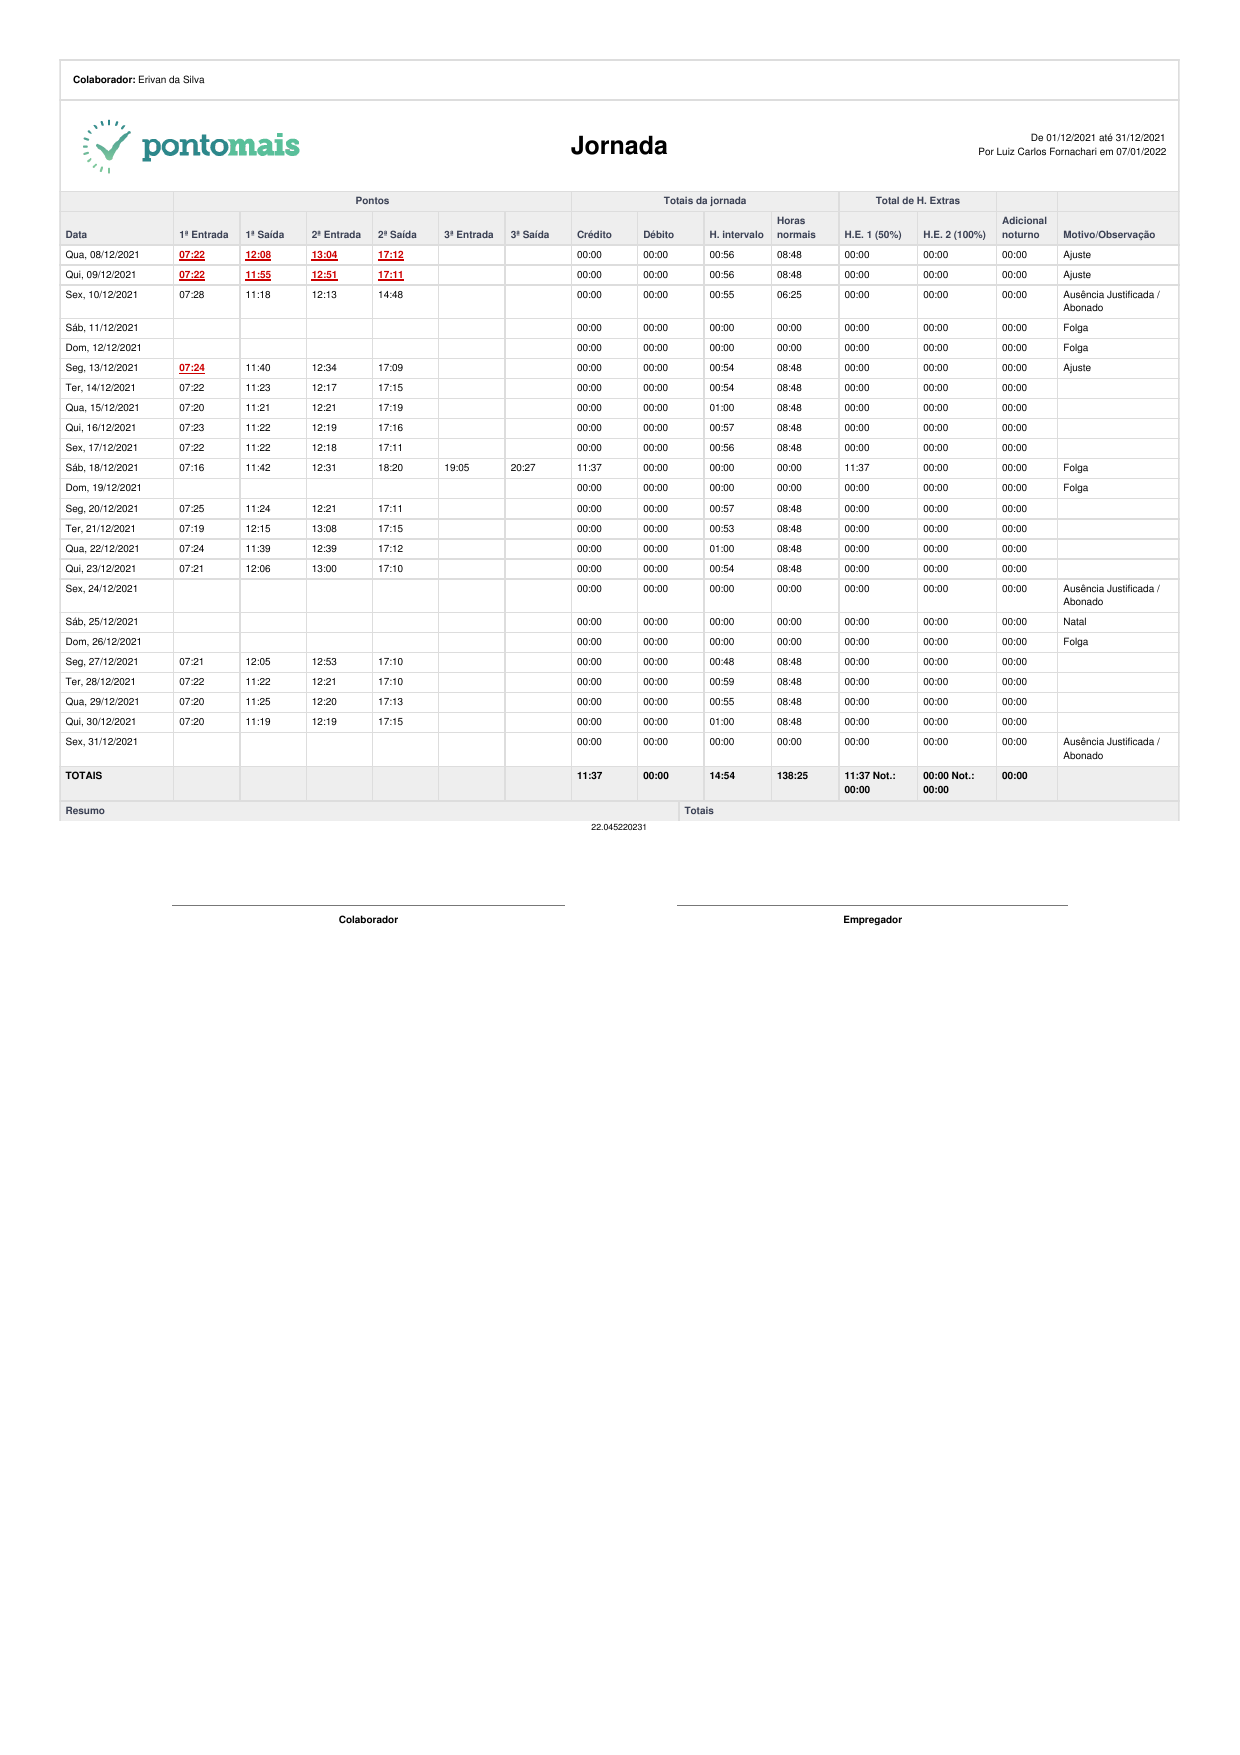 Colaborador: Erivan da Silva
pontomais
Jornada
De 01/12/2021 até 31/12/2021
Por Luiz Carlos Fornachari em 07/01/2022
Pontos Totais da jornada Total de H. Extras
Data 1ª Entrada 1ª Saída 2ª Entrada 2ª Saída 3ª Entrada 3ª Saída Crédito Débito H. intervalo Horas normais H.E. 1 (50%) H.E. 2 (100%) Adicional noturno Motivo/Observação
Qua, 08/12/2021 07:22 12:08 13:04 17:12 00:00 00:00 00:56 08:48 00:00 00:00 00:00 Ajuste
Qui, 09/12/2021 07:22 11:55 12:51 17:11 00:00 00:00 00:56 08:48 00:00 00:00 00:00 Ajuste
Sex, 10/12/2021 07:28 11:18 12:13 14:48 00:00 00:00 00:55 06:25 00:00 00:00 00:00 Ausência Justificada /
Abonado
Sáb, 11/12/2021 00:00 00:00 00:00 00:00 00:00 00:00 00:00 Folga
Dom, 12/12/2021 00:00 00:00 00:00 00:00 00:00 00:00 00:00 Folga
Seg, 13/12/2021 07:24 11:40 12:34 17:09 00:00 00:00 00:54 08:48 00:00 00:00 00:00 Ajuste
Ter, 14/12/2021 07:22 11:23 12:17 17:15 00:00 00:00 00:54 08:48 00:00 00:00 00:00
Qua, 15/12/2021 07:20 11:21 12:21 17:19 00:00 00:00 01:00 08:48 00:00 00:00 00:00
Qui, 16/12/2021 07:23 11:22 12:19 17:16 00:00 00:00 00:57 08:48 00:00 00:00 00:00
Sex, 17/12/2021 07:22 11:22 12:18 17:11 00:00 00:00 00:56 08:48 00:00 00:00 00:00
Sáb, 18/12/2021 07:16 11:42 12:31 18:20 19:05 20:27 11:37 00:00 00:00 00:00 11:37 00:00 00:00 Folga
Dom, 19/12/2021 00:00 00:00 00:00 00:00 00:00 00:00 00:00 Folga
Seg, 20/12/2021 07:25 11:24 12:21 17:11 00:00 00:00 00:57 08:48 00:00 00:00 00:00
Ter, 21/12/2021 07:19 12:15 13:08 17:15 00:00 00:00 00:53 08:48 00:00 00:00 00:00
Qua, 22/12/2021 07:24 11:39 12:39 17:12 00:00 00:00 01:00 08:48 00:00 00:00 00:00
Qui, 23/12/2021 07:21 12:06 13:00 17:10 00:00 00:00 00:54 08:48 00:00 00:00 00:00
Sex, 24/12/2021 00:00 00:00 00:00 00:00 00:00 00:00 00:00 Ausência Justificada /
Abonado
Sáb, 25/12/2021 00:00 00:00 00:00 00:00 00:00 00:00 00:00 Natal
Dom, 26/12/2021 00:00 00:00 00:00 00:00 00:00 00:00 00:00 Folga
Seg, 27/12/2021 07:21 12:05 12:53 17:10 00:00 00:00 00:48 08:48 00:00 00:00 00:00
Ter, 28/12/2021 07:22 11:22 12:21 17:10 00:00 00:00 00:59 08:48 00:00 00:00 00:00
Qua, 29/12/2021 07:20 11:25 12:20 17:13 00:00 00:00 00:55 08:48 00:00 00:00 00:00
Qui, 30/12/2021 07:20 11:19 12:19 17:15 00:00 00:00 01:00 08:48 00:00 00:00 00:00
Sex, 31/12/2021 00:00 00:00 00:00 00:00 00:00 00:00 00:00 Ausência Justificada /
Abonado
TOTAIS 11:37 00:00 14:54 138:25 11:37 Not.: 00:00 Not.: 00:00
00:00 00:00
Resumo Totais
22.045220231
Colaborador Empregador